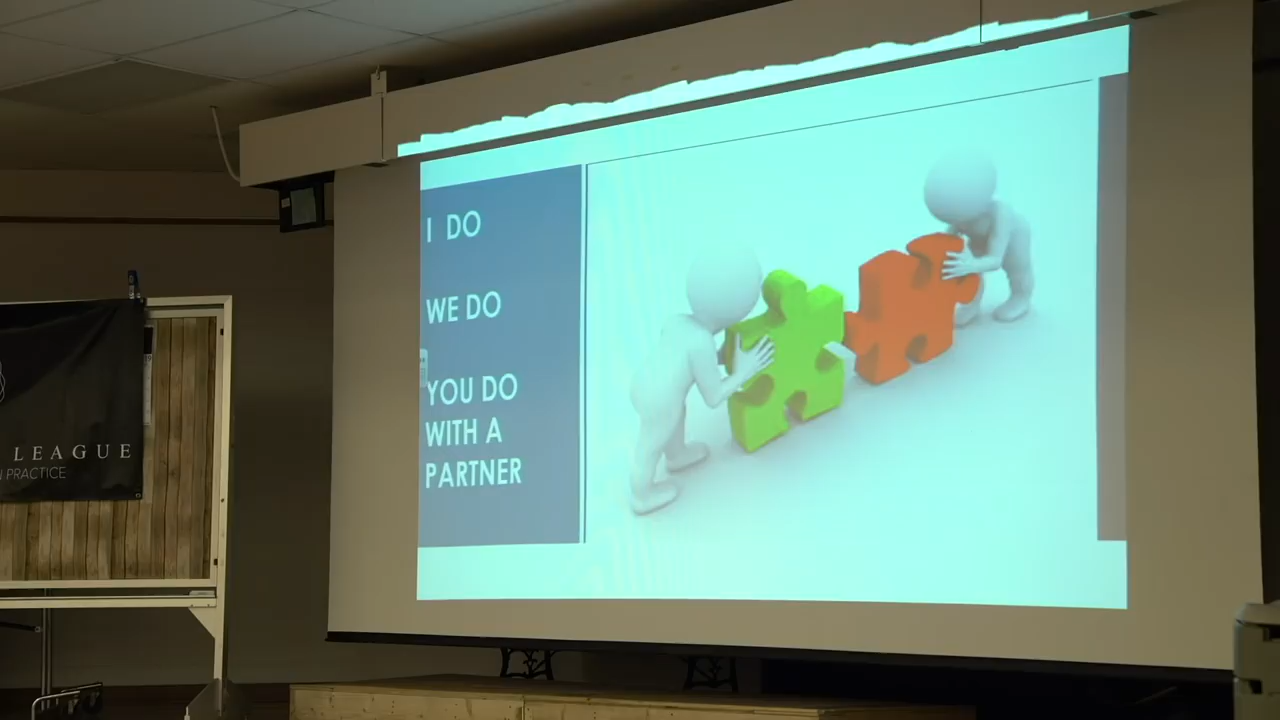 I DO
WE DO
YOU DO
WITH A
PARTNER
LEAGUE
PRACTICE